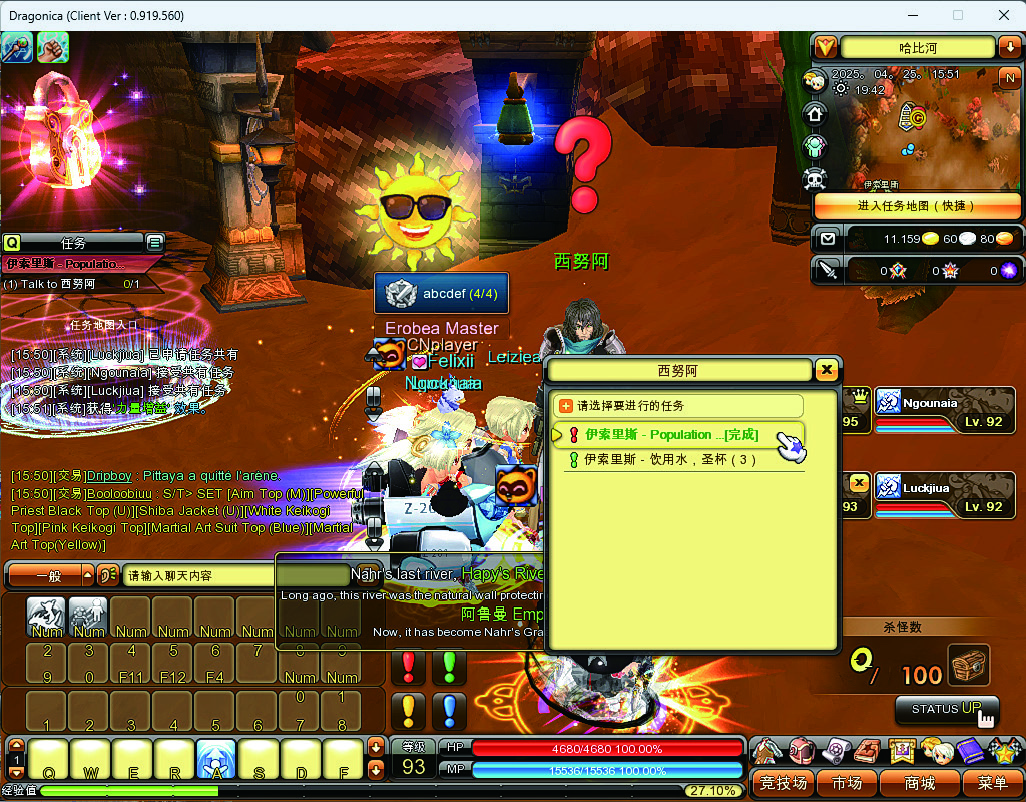 Dragonica (Client Ver : 0.919.560)
哈比河
2025。 04。 25。 15:51
19:42
N
伊索里斯
进入任务地图 ( 快捷 )
11.159 60 80
0 0 0
Q 任务
伊索里斯 - Populatio...
(1) Talk to 西努阿 0/1
任务地图入口
[15:50][系统][Luckjiua] 已申请任务共有
[15:50][系统][Ngounaia] 接受共有任务
[15:50][系统][Luckjiua] 接受共有任务
[15:51][系统]获得'力量增益' 效果。
西努阿
abcdef (4/4)
Erobea Master
CNplayer
Felixii
Leiziea
西努阿
请选择要进行的任务
伊索里斯 - Population ...[完成]
伊索里斯 - 饮用水，圣杯 ( 3 )
95
Ngounaia
Lv. 92
93
Luckjiua
Lv. 92
[15:50][交易]Dripboy : Pittaya a quitté l'arène.
[15:50][交易]Booloobiuu : S/T> SET [Aim Top (M)][Powerful
Priest Black Top (U)][Shiba Jacket (U)][White Keikogi
Top][Pink Keikogi Top][Martial Art Suit Top (Blue)][Martial
Art Top(Yellow)]
一般
请输入聊天内容
Nahr's last river, Hapy's Rive
Long ago, this river was the natural wall protectin
阿鲁曼 Emp
Now, it has become Nahr's Gra
Num Num Num Num Num Num Num Num
2 3 4 5 6 7 8 9
9 0 F11 F12 F4 Num Num
0 1
1 2 3 4 5 6 7 8
杀怪数
0 / 100
STATUS UP
1
Q W E R A S D F
等级
93
HP 4680/4680 100.00%
MP 15536/15536 100.00%
竞技场 市场 商城 菜单
经验值 27.10%